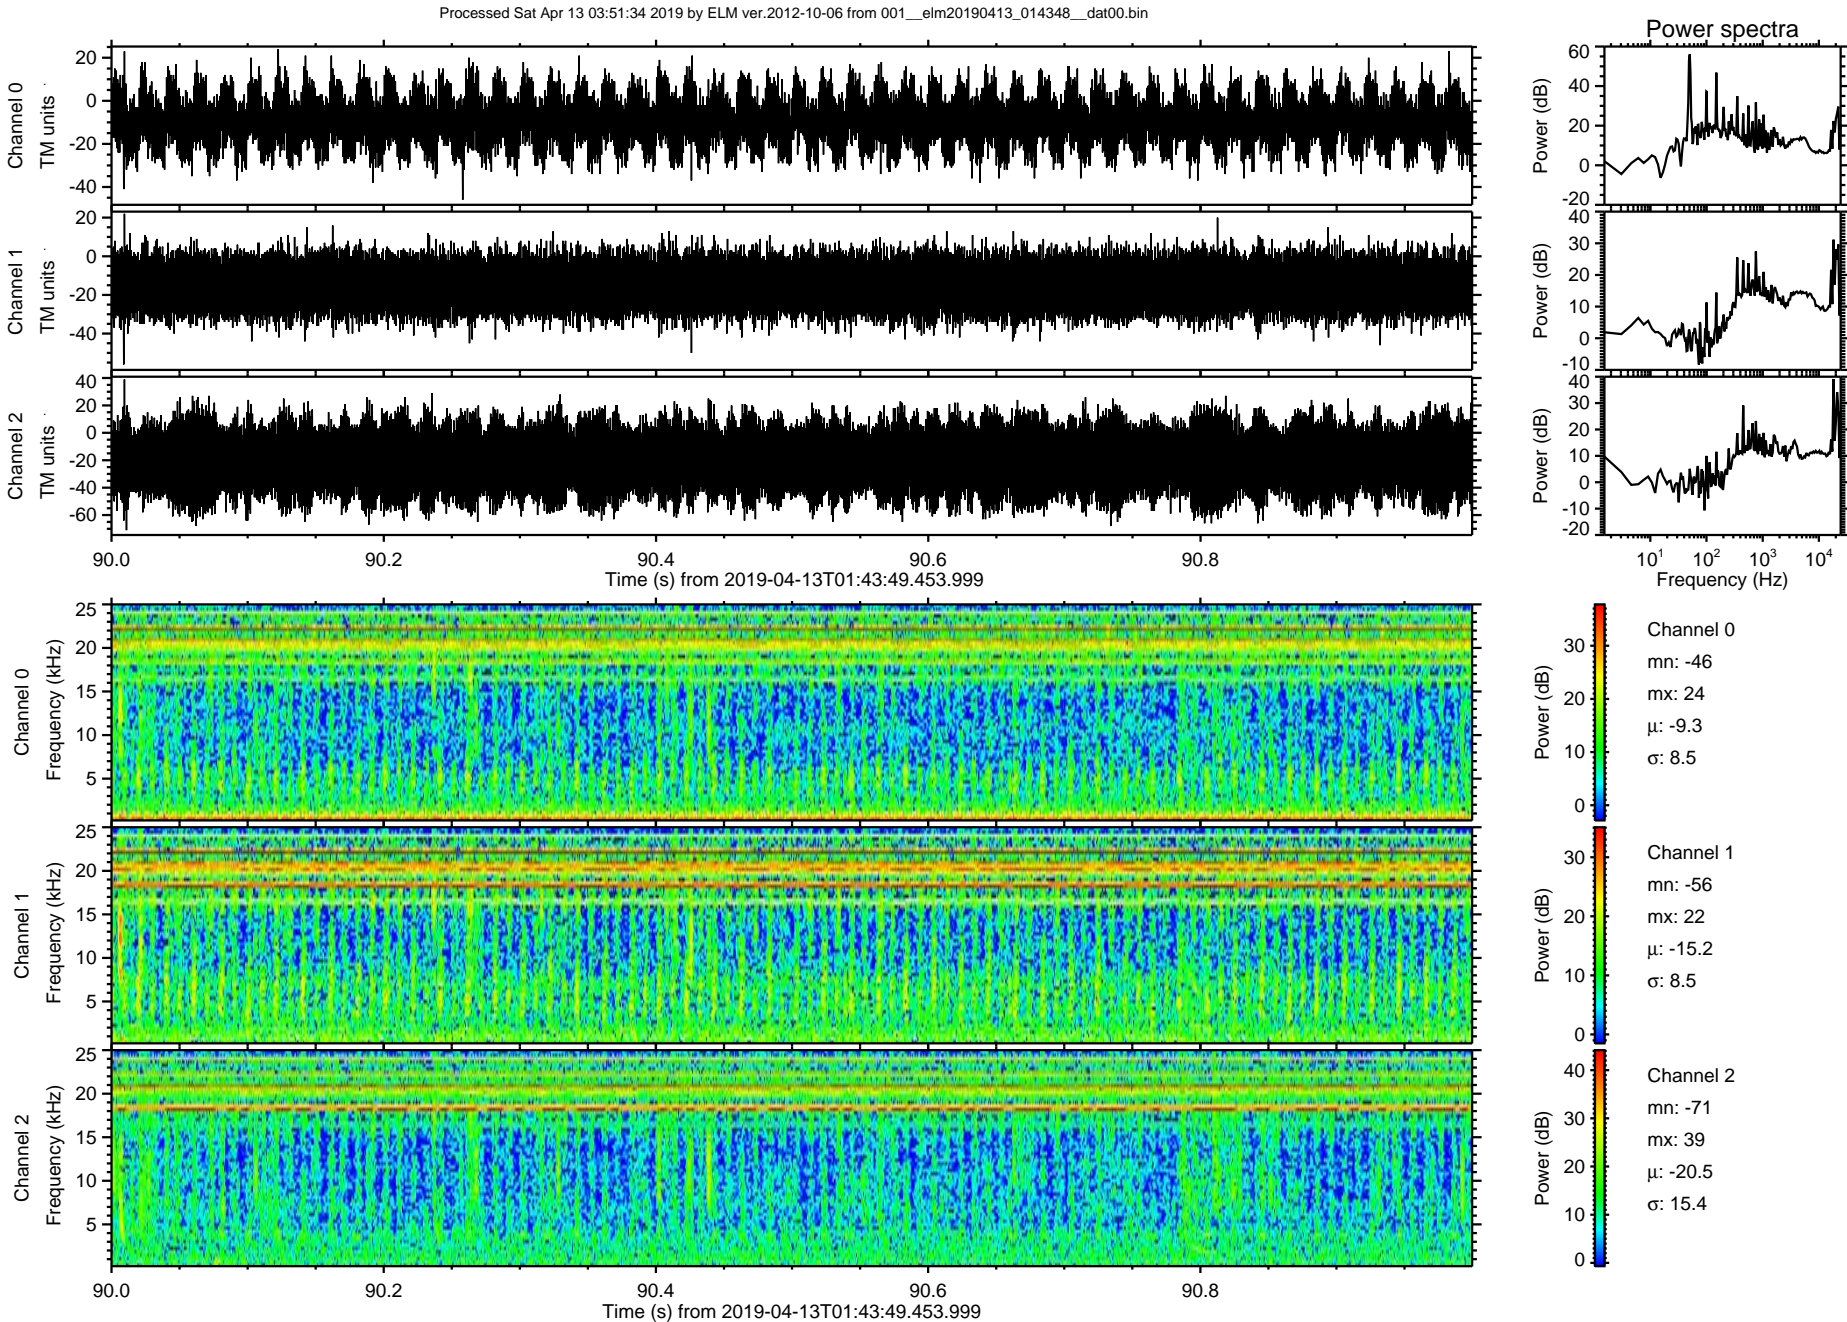 Processed Sat Apr 13 03:51:34 2019 by ELM ver.2012-10-06 from 001__elm20190413_014348__dat00.bin
Power spectra
Channel 0
TM units
20
0
-20
-40
Power (dB)
60
40
20
0
-20
Channel 1
TM units
20
0
-20
-40
Power (dB)
40
30
20
10
0
-10
Channel 2
TM units
40
20
0
-20
-40
-60
Power (dB)
40
30
20
10
0
-10
-20
90.0 90.2 90.4 90.6 90.8
Time (s) from 2019-04-13T01:43:49.453.999
10^1 10^2 10^3 10^4
Frequency (Hz)
Channel 0
Frequency (kHz)
25
20
15
10
5
Power (dB)
30
20
10
0
Channel 0
mn: -46
mx: 24
μ: -9.3
σ: 8.5
Channel 1
Frequency (kHz)
25
20
15
10
5
Power (dB)
30
20
10
0
Channel 1
mn: -56
mx: 22
μ: -15.2
σ: 8.5
Channel 2
Frequency (kHz)
25
20
15
10
5
Power (dB)
40
30
20
10
0
Channel 2
mn: -71
mx: 39
μ: -20.5
σ: 15.4
90.0 90.2 90.4 90.6 90.8
Time (s) from 2019-04-13T01:43:49.453.999